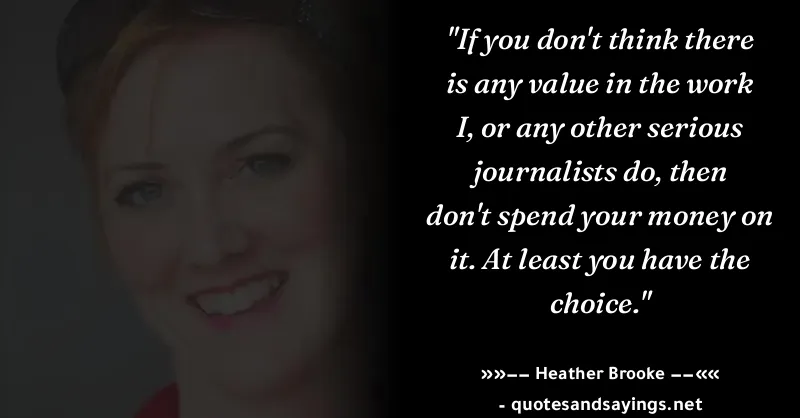 "If you don't think there
is any value in the work
I, or any other serious
journalists do, then
don't spend your money on
it. At least you have the
choice."
»»−− Heather Brooke −−««
- quotesandsayings.net